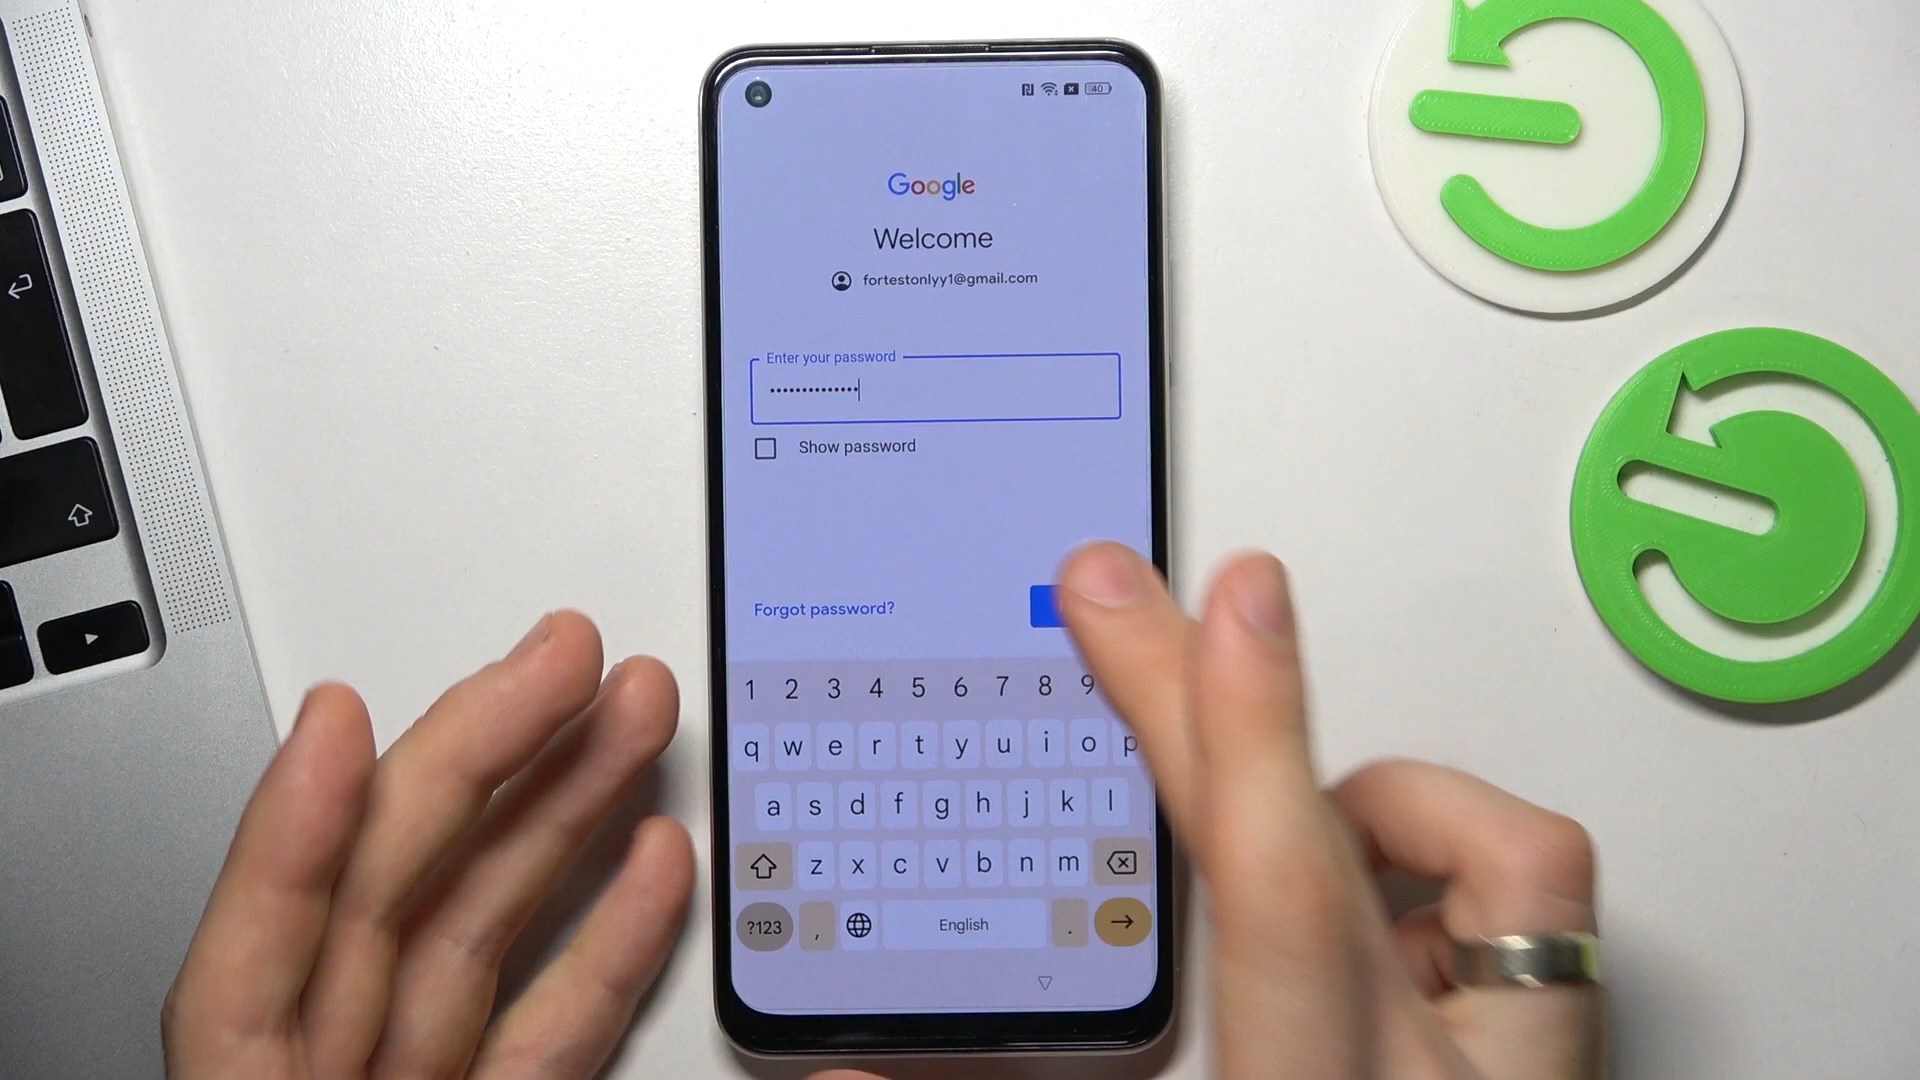 40
Google
Welcome
fortestonlyy1@gmail.com
Enter your password
Show password
Forgot password?
1 2 3 4 5 6 7 8 9
q w e r t y u i o p
a s d f g h j k l
z x c v b n m
?123 , English .